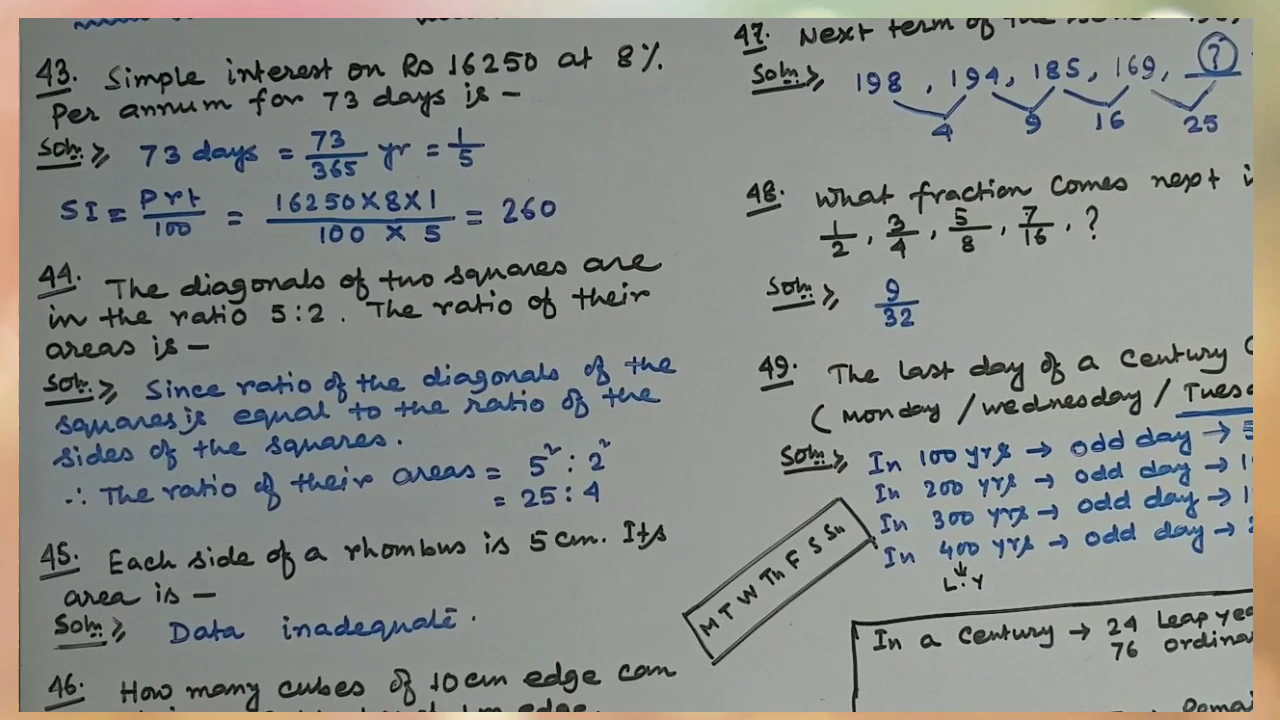 43. Simple interest on Rs 16250 at 8%
Per annum for 73 days is -
Soln. ⩾ 73 days = 73/365 yr = 1/5
SI = Prt/100 = 16250×8×1 / 100 × 5 = 260
44. The diagonals of two squares are
in the ratio 5:2. The ratio of their
areas is -
Soln. ⩾ Since ratio of the diagonals of the
squares is equal to the ratio of the
sides of the squares.
∴ The ratio of their areas = 5² : 2²
= 25 : 4
45. Each side of a rhombus is 5 cm. Its
area is -
Soln. ⩾ Data inadequate.
46. How many cubes of 10 cm edge can
edge.
47. Next term of the
Soln. ⩾ 198, 194, 185, 169, ?
4 9 16 25
48. What fraction comes next
1/2, 3/4, 5/8, 7/16, ?
Soln. ⩾ 9/32
49. The last day of a century
(Monday / wednesday / Tues
Soln. ⩾ In 100 yrs → odd day → 5
In 200 yrs → odd day →
In 300 yrs → odd day → 1
In 400 yrs → odd day →
L.Y
M T W Th F S Su
In a century → 24 Leap
76